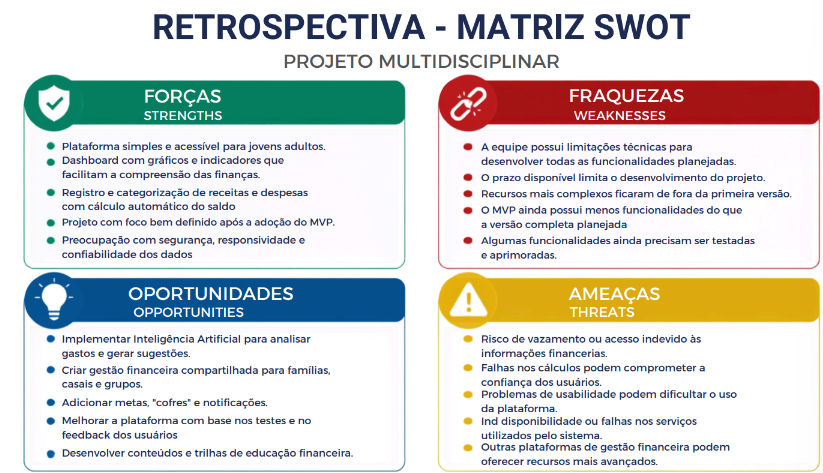 RETROSPECTIVA - MATRIZ SWOT
PROJETO MULTIDISCIPLINAR
FORÇAS
STRENGTHS
Plataforma simples e acessível para jovens adultos.
Dashboard com gráficos e indicadores que
facilitam a compreensão das finanças.
Registro e categorização de receitas e despesas
com cálculo automático do saldo
Projeto com foco bem definido após a adoção do MVP.
Preocupação com segurança, responsividade e
confiabilidade dos dados
FRAQUEZAS
WEAKNESSES
A equipe possui limitações técnicas para
desenvolver todas as funcionalidades planejadas.
O prazo disponível limita o desenvolvimento do projeto.
Recursos mais complexos ficaram de fora da primeira versão.
O MVP ainda possui menos funcionalidades do que
a versão completa planejada
Algumas funcionalidades ainda precisam ser testadas
e aprimoradas.
OPORTUNIDADES
OPPORTUNITIES
Implementar Inteligência Artificial para analisar
gastos e gerar sugestões.
Criar gestão financeira compartilhada para famílias,
casais e grupos.
Adicionar metas, "cofres" e notificações.
Melhorar a plataforma com base nos testes e no
feedback dos usuários
Desenvolver conteúdos e trilhas de educação financeira.
AMEAÇAS
THREATS
Risco de vazamento ou acesso indevido às
informações financerias.
Falhas nos cálculos podem comprometer a
confiança dos usuários.
Problemas de usabilidade podem dificultar o uso
da plataforma.
Ind disponibilidade ou falhas nos serviços
utilizados pelo sistema.
Outras plataformas de gestão financeira podem
oferecer recursos mais avançados.